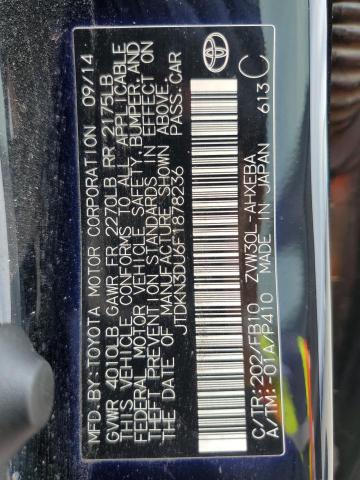 MFD.BY:TOYOTA MOTOR CORPORATION 09/14
GVWR 4010LB GAWR FR 2270LB RR 2175LB
THIS VEHICLE CONFORMS TO ALL APPLICABLE
FEDERAL MOTOR VEHICLE SAFETY, BUMPER, AND
THEFT PREVENTION STANDARDS IN EFFECT ON
THE DATE OF MANUFACTURE SHOWN ABOVE.
JTDKN3DU5F1878236 PASS.CAR
C/TR:202/FB10 ZVW30L-AHXEBA
A/TM:-01A/P410 MADE IN JAPAN 613 C